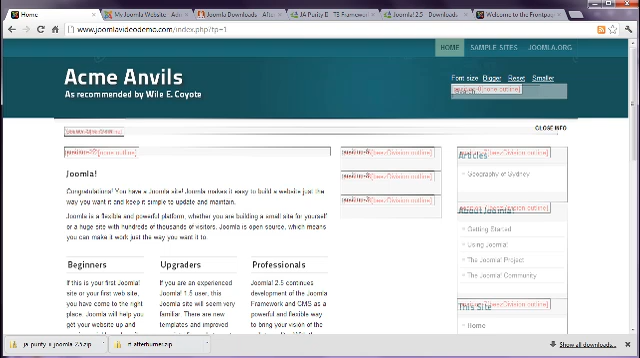 Home
My Joomla Website - Adm
Joomla Downloads - Afte
JA Purity II - T3 Framework
Joomla! 2.5 - Downloads
Welcome to the Frontpage
www.joomlavideodemo.com/index.php?tp=1
HOME SAMPLE SITES JOOMLA.ORG
Acme Anvils
As recommended by Wile E. Coyote
Font size Bigger Reset Smaller
CLOSE INFO
Joomla!
Congratulations! You have a Joomla site! Joomla makes it easy to build a website just the
way you want it and keep it simple to update and maintain.
Joomla is a flexible and powerful platform, whether you are building a small site for yourself
or a huge site with hundreds of thousands of visitors. Joomla is open source, which means
you can make it work just the way you want it to.
Beginners
If this is your first Joomla!
site or your first web site,
you have come to the right
place. Joomla will help you
get your website up and
Upgraders
If you are an experienced
Joomla! 1.5 user, this
Joomla site will seem very
familiar. There are new
templates and improved
Professionals
Joomla! 2.5 continues
development of the Joomla
Framework and CMS as a
powerful and flexible way
to bring your vision of the
Articles
Geography of Sydney
About Joomla!
Getting Started
Using Joomla!
The Joomla! Project
The Joomla! Community
This Site
Home
Show all downloads...